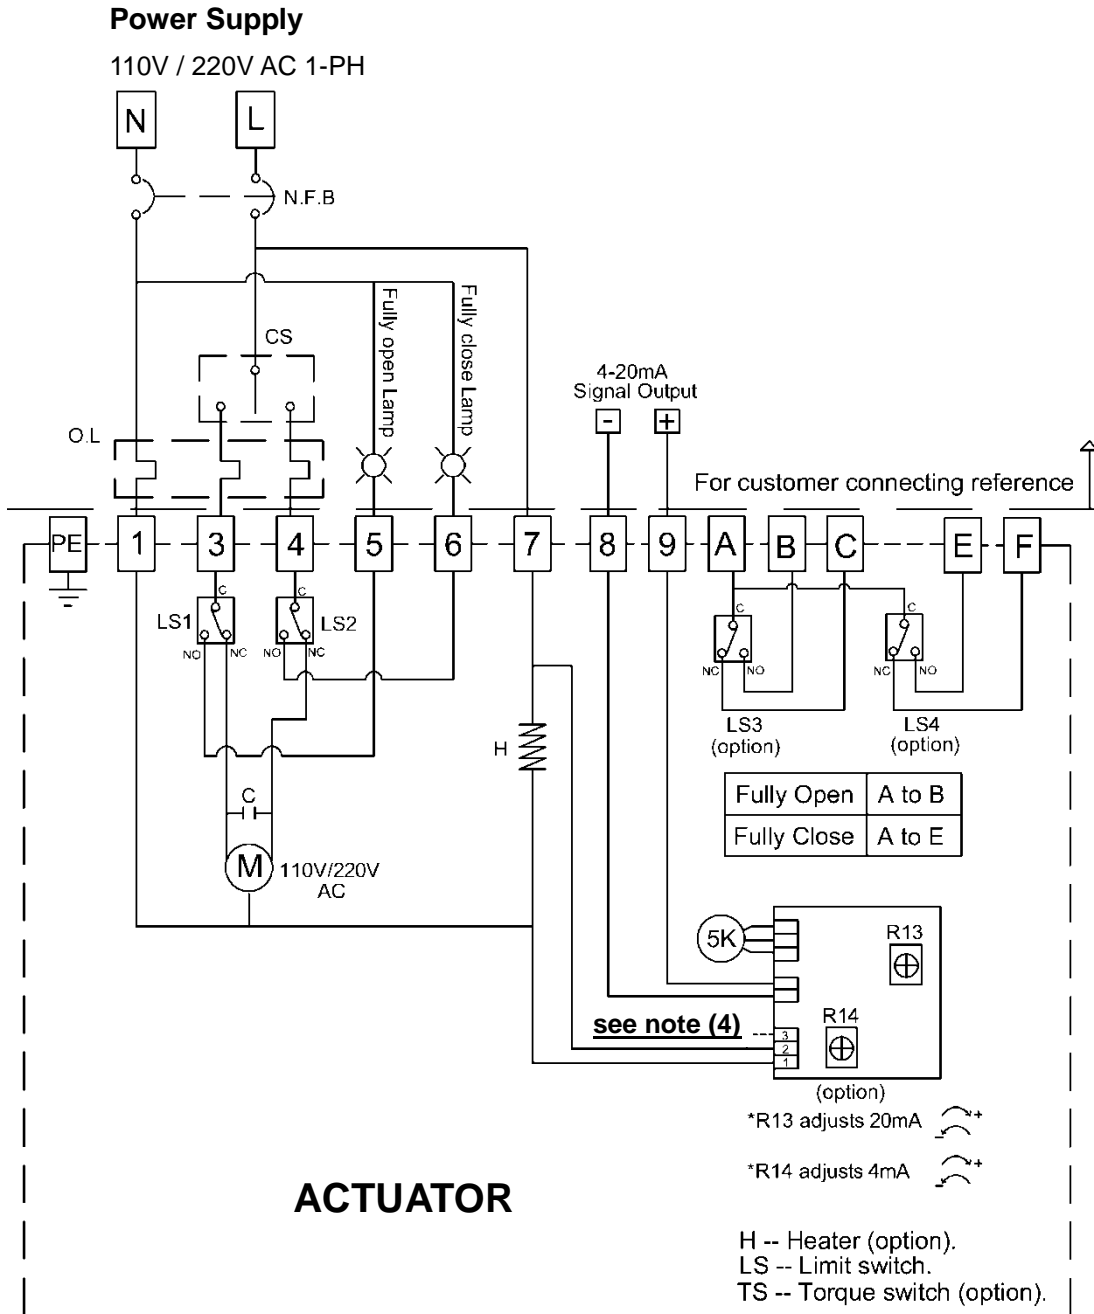 Power Supply
110V / 220V AC 1-PH
N L
N.F.B
CS
Fully open Lamp
Fully close Lamp
O.L
4-20mA
Signal Output
- +
For customer connecting reference
PE 1 3 4 5 6 7 8 9 A B C E F
LS1 C NO NC
C LS2 NO NC
C NC NO
LS3
(option)
C NC NO
LS4
(option)
H
Fully Open A to B
Fully Close A to E
C
M 110V/220V
AC
5K
R13
R14
see note (4)
3
2
1
(option)
*R13 adjusts 20mA + -
*R14 adjusts 4mA + -
ACTUATOR
H -- Heater (option).
LS -- Limit switch.
TS -- Torque switch (option).